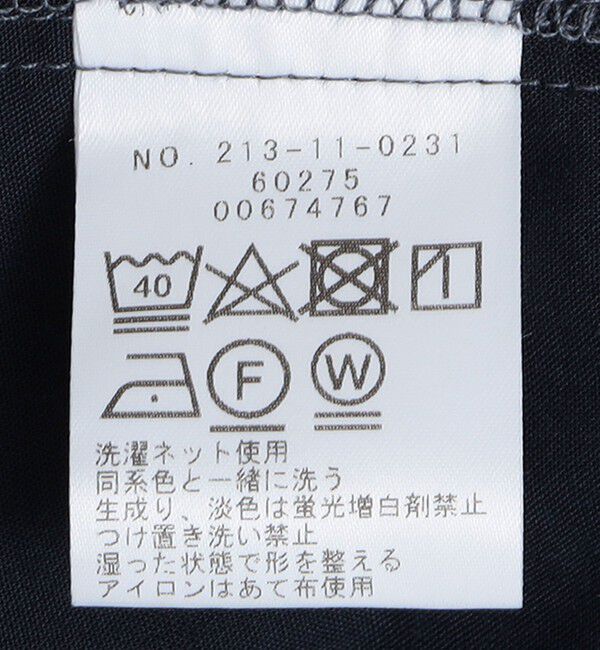 NO. 213-11-0231
60275
00674767
40
F
W
洗濯ネット使用
同系色と一緒に洗う
生成り、淡色は蛍光増白剤禁止
つけ置き洗い禁止
湿った状態で形を整える
アイロンはあて布使用